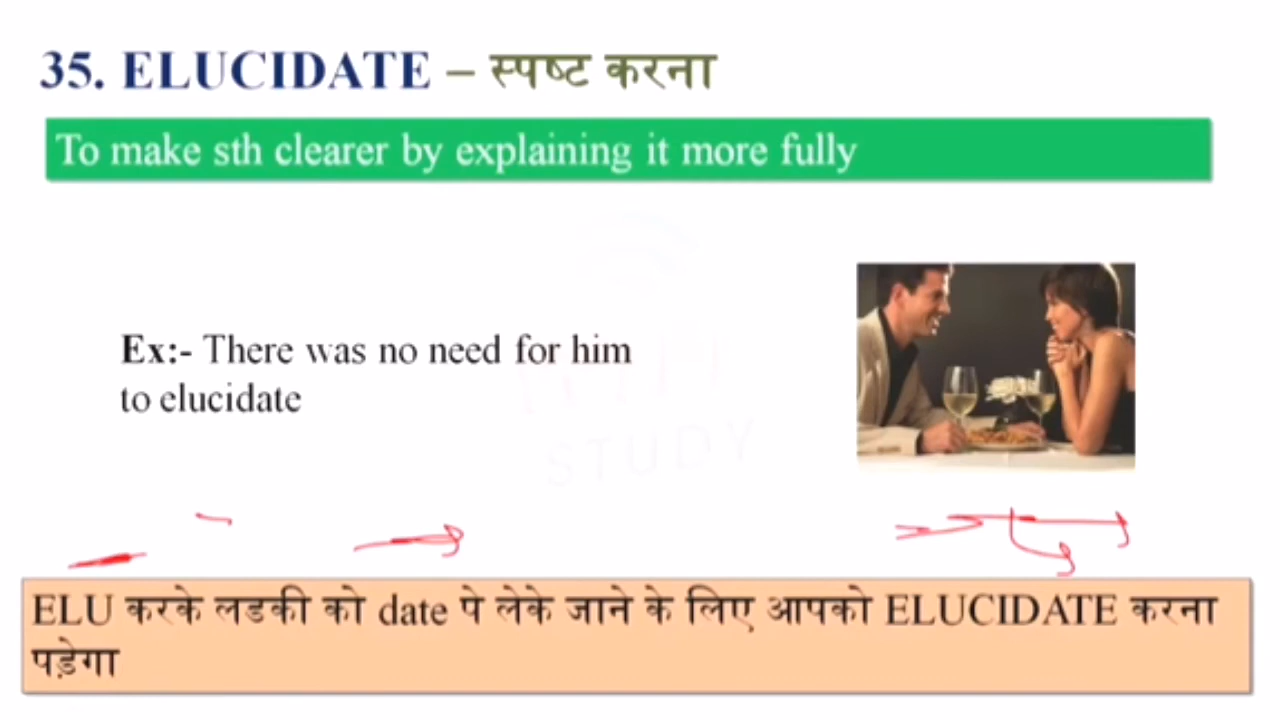 35. ELUCIDATE – स्पष्ट करना
To make sth clearer by explaining it more fully
Ex:- There was no need for him
to elucidate
STUDY
ELU करके लडकी को date पे लेके जाने के लिए आपको ELUCIDATE करना
पड़ेगा